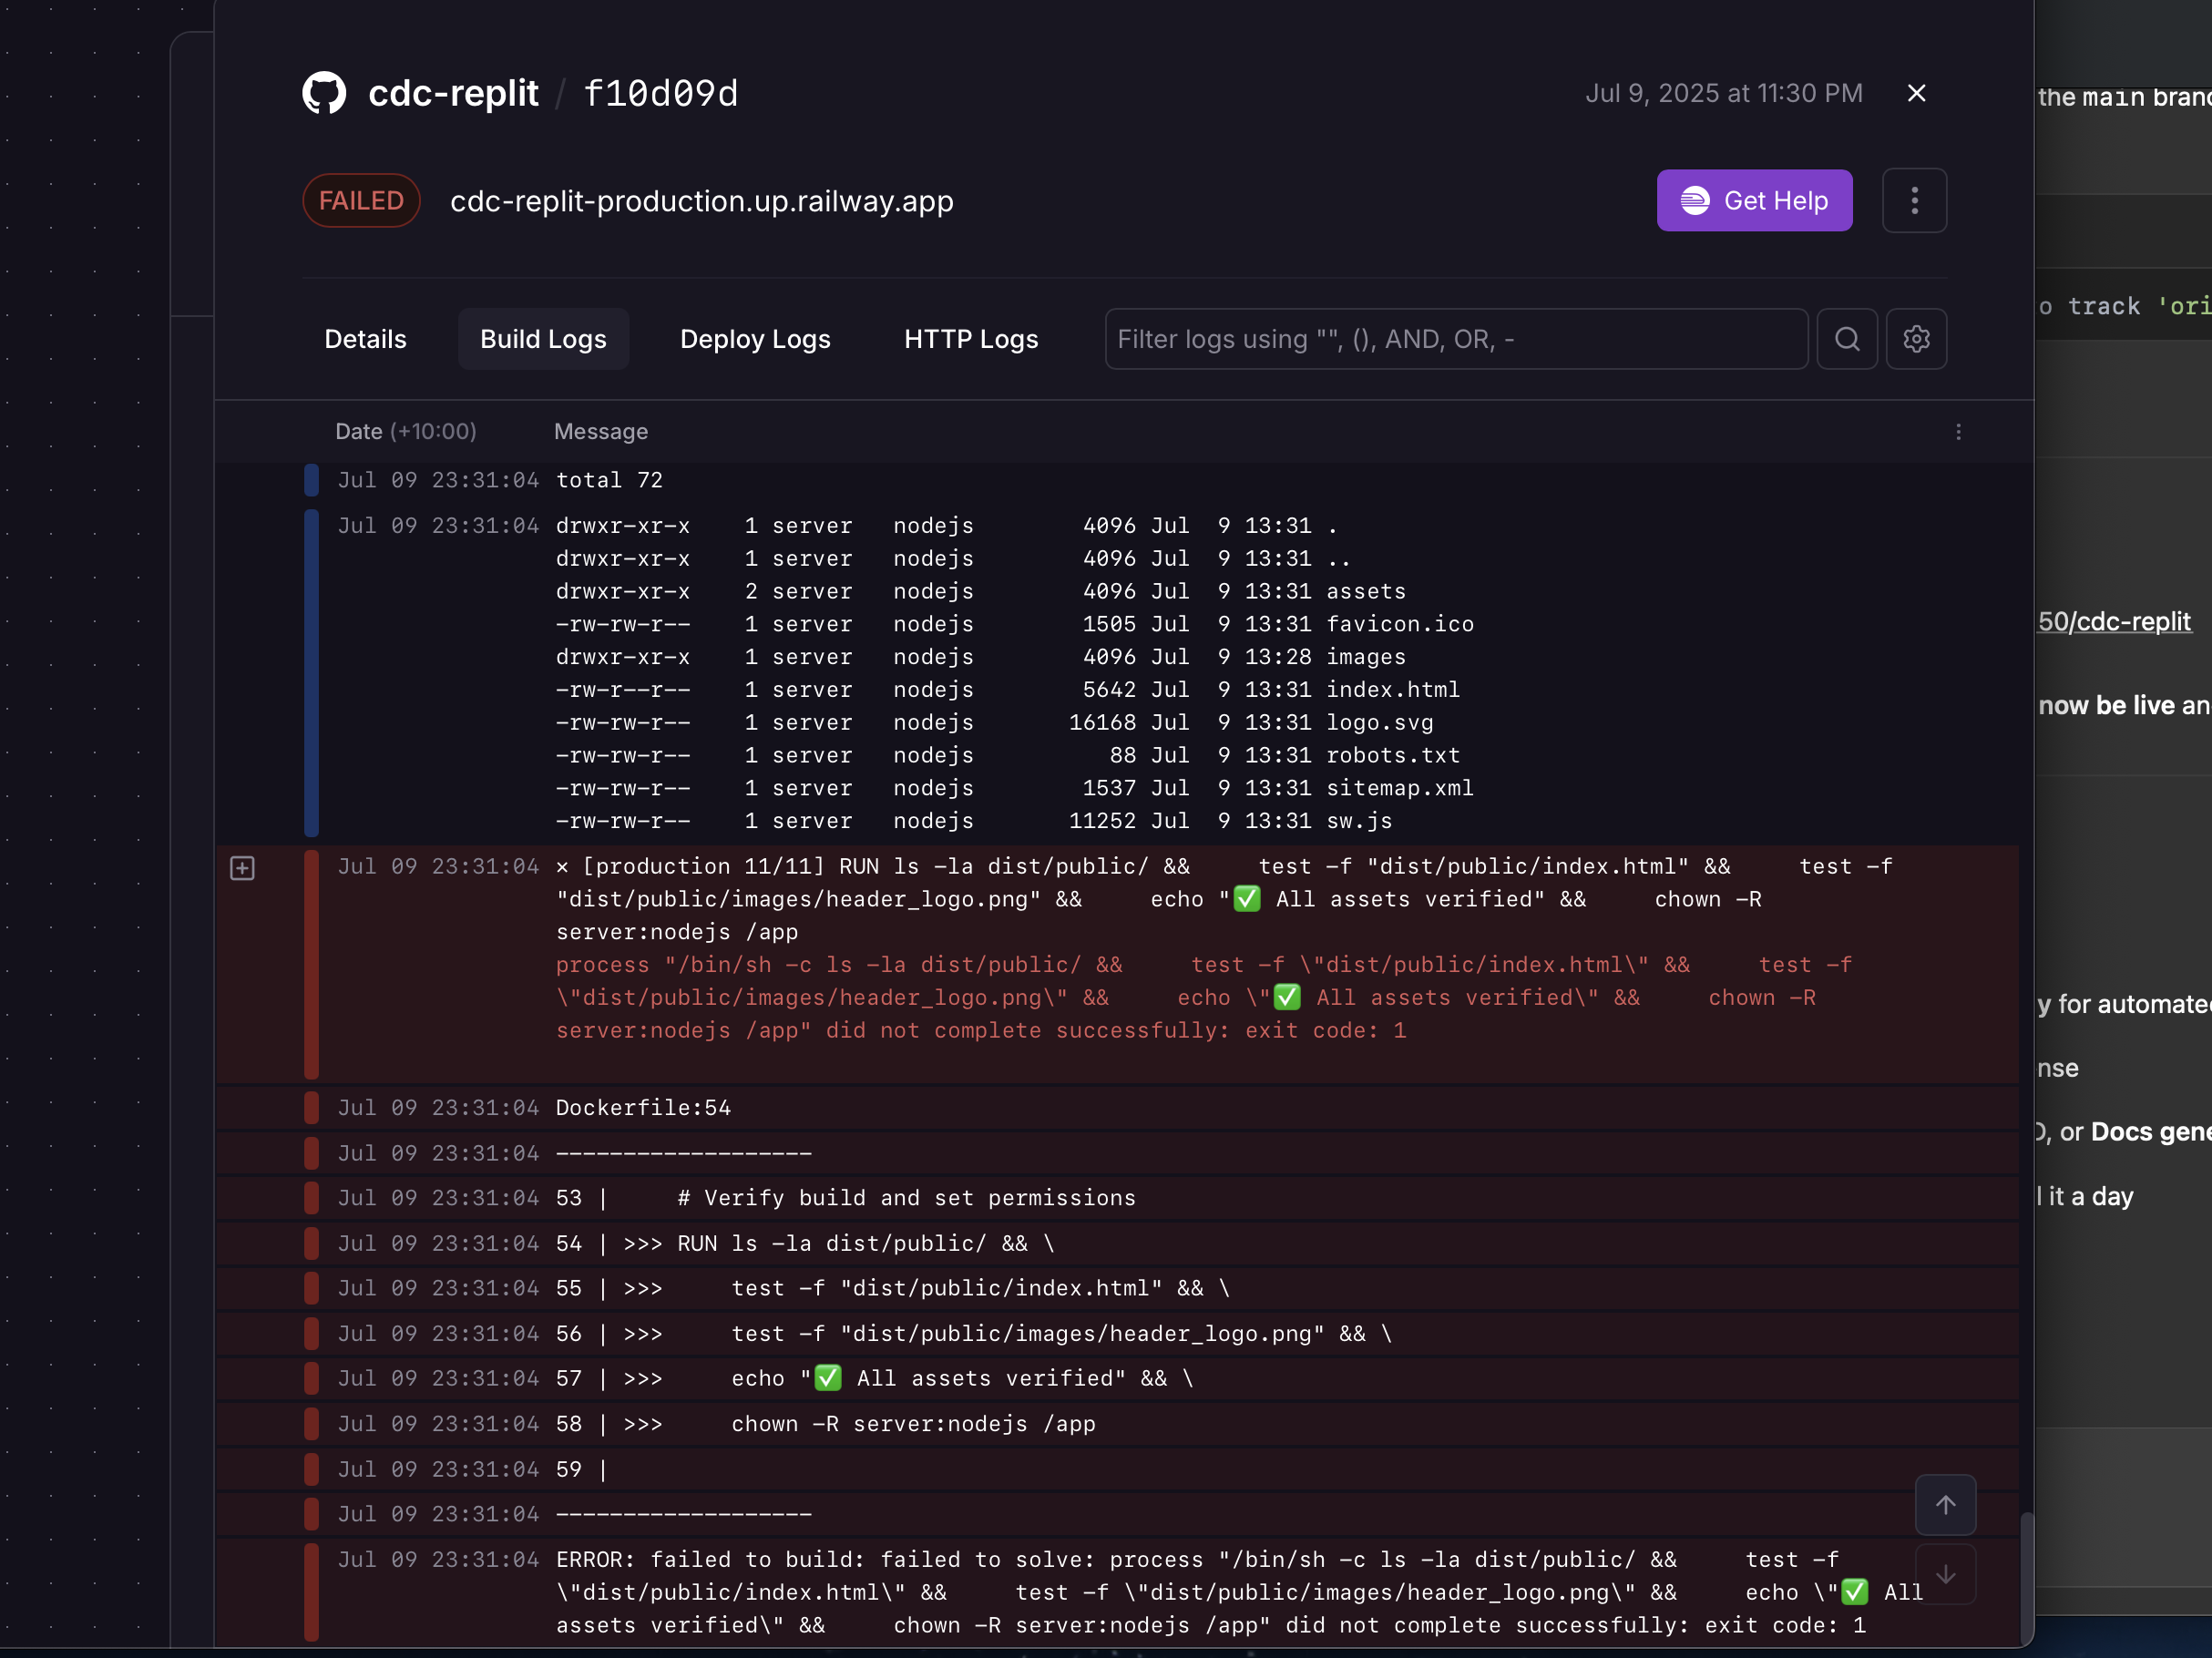 cdc-replit / f10d09d
Jul 9, 2025 at 11:30 PM
FAILED
cdc-replit-production.up.railway.app
Get Help
Details
Build Logs
Deploy Logs
HTTP Logs
Filter logs using "", (), AND, OR, -
Date (+10:00) Message
Jul 09 23:31:04 total 72
Jul 09 23:31:04 drwxr-xr-x    1 server   nodejs        4096 Jul  9 13:31 .
drwxr-xr-x    1 server   nodejs        4096 Jul  9 13:31 ..
drwxr-xr-x    2 server   nodejs        4096 Jul  9 13:31 assets
-rw-rw-r--    1 server   nodejs        1505 Jul  9 13:31 favicon.ico
drwxr-xr-x    1 server   nodejs        4096 Jul  9 13:28 images
-rw-r--r--    1 server   nodejs        5642 Jul  9 13:31 index.html
-rw-rw-r--    1 server   nodejs       16168 Jul  9 13:31 logo.svg
-rw-rw-r--    1 server   nodejs          88 Jul  9 13:31 robots.txt
-rw-rw-r--    1 server   nodejs        1537 Jul  9 13:31 sitemap.xml
-rw-rw-r--    1 server   nodejs       11252 Jul  9 13:31 sw.js
Jul 09 23:31:04 × [production 11/11] RUN ls -la dist/public/ &&     test -f "dist/public/index.html" &&     test -f
"dist/public/images/header_logo.png" &&     echo "✅ All assets verified" &&     chown -R
server:nodejs /app
process "/bin/sh -c ls -la dist/public/ &&     test -f \"dist/public/index.html\" &&     test -f
\"dist/public/images/header_logo.png\" &&     echo \"✅ All assets verified\" &&     chown -R
server:nodejs /app" did not complete successfully: exit code: 1
Jul 09 23:31:04 Dockerfile:54
Jul 09 23:31:04 -------------------
Jul 09 23:31:04 53 |     # Verify build and set permissions
Jul 09 23:31:04 54 | >>> RUN ls -la dist/public/ && \
Jul 09 23:31:04 55 | >>>     test -f "dist/public/index.html" && \
Jul 09 23:31:04 56 | >>>     test -f "dist/public/images/header_logo.png" && \
Jul 09 23:31:04 57 | >>>     echo "✅ All assets verified" && \
Jul 09 23:31:04 58 | >>>     chown -R server:nodejs /app
Jul 09 23:31:04 59 |
Jul 09 23:31:04 -------------------
Jul 09 23:31:04 ERROR: failed to build: failed to solve: process "/bin/sh -c ls -la dist/public/ &&     test -f
\"dist/public/index.html\" &&     test -f \"dist/public/images/header_logo.png\" &&     echo \"✅ All
assets verified\" &&     chown -R server:nodejs /app" did not complete successfully: exit code: 1
the main branc
o track 'ori
50/cdc-replit
now be live an
y for automated
nse
, or Docs gene
it a day